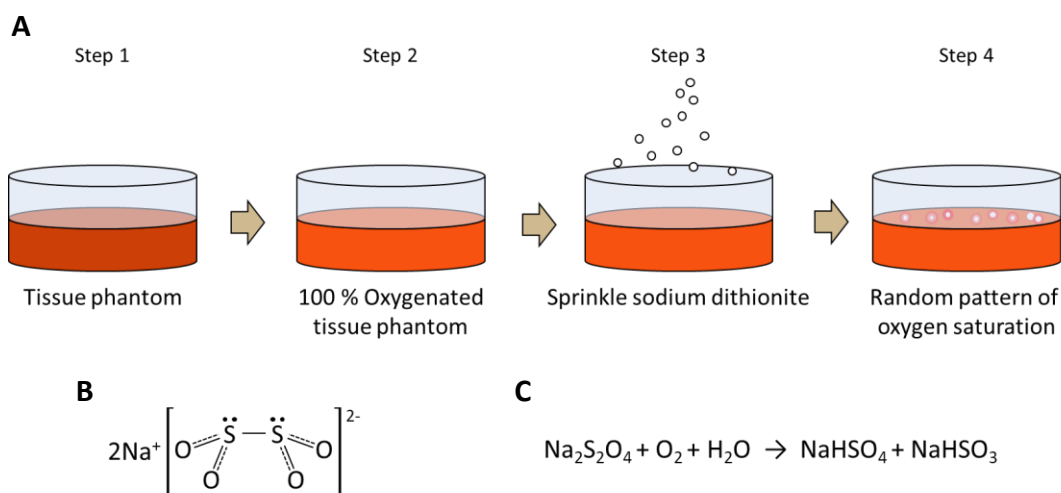 A
Step 1
Step 2
Step 3
Step 4
Tissue phantom
100 % Oxygenated
tissue phantom
Sprinkle sodium dithionite
Random pattern of
oxygen saturation
B
2Na⁺ [O S — S O O O]²⁻
C
Na₂S₂O₄ + O₂ + H₂O → NaHSO₄ + NaHSO₃